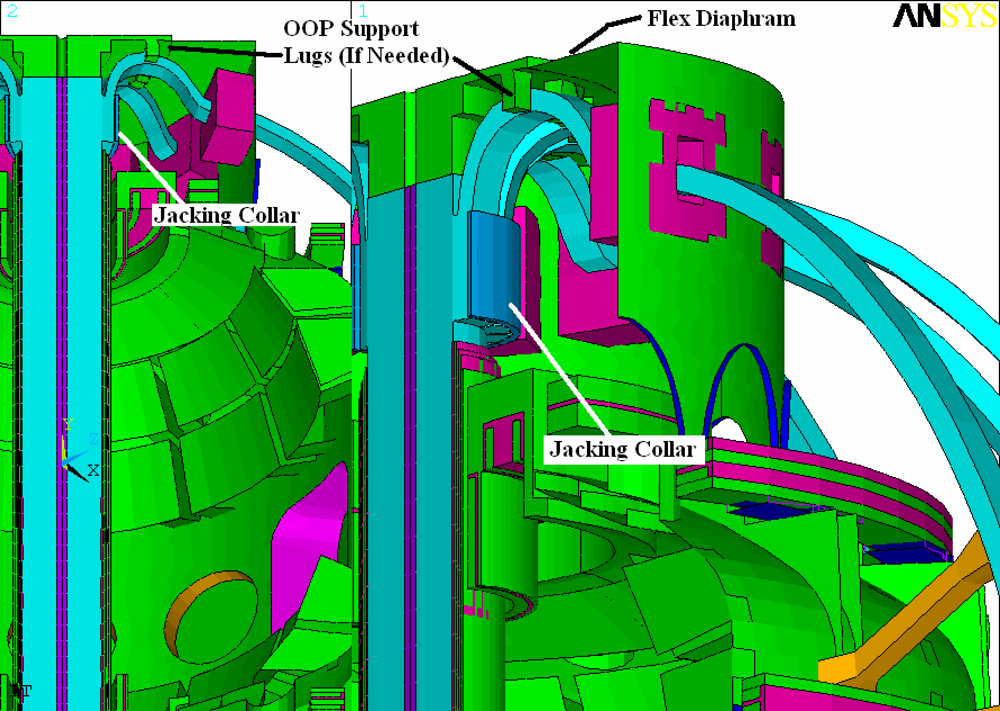 2
1
ANSYS
OOP Support
Lugs (If Needed)
Flex Diaphram
Jacking Collar
Jacking Collar
Y
Z
X
T